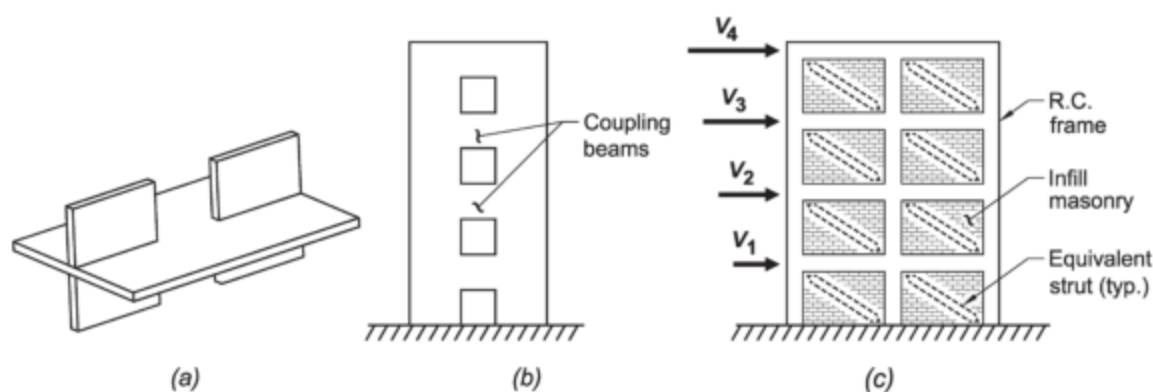 V4
V3
V2
V1
Coupling
beams
R.C.
frame
Infill
masonry
Equivalent
strut (typ.)
(a)
(b)
(c)